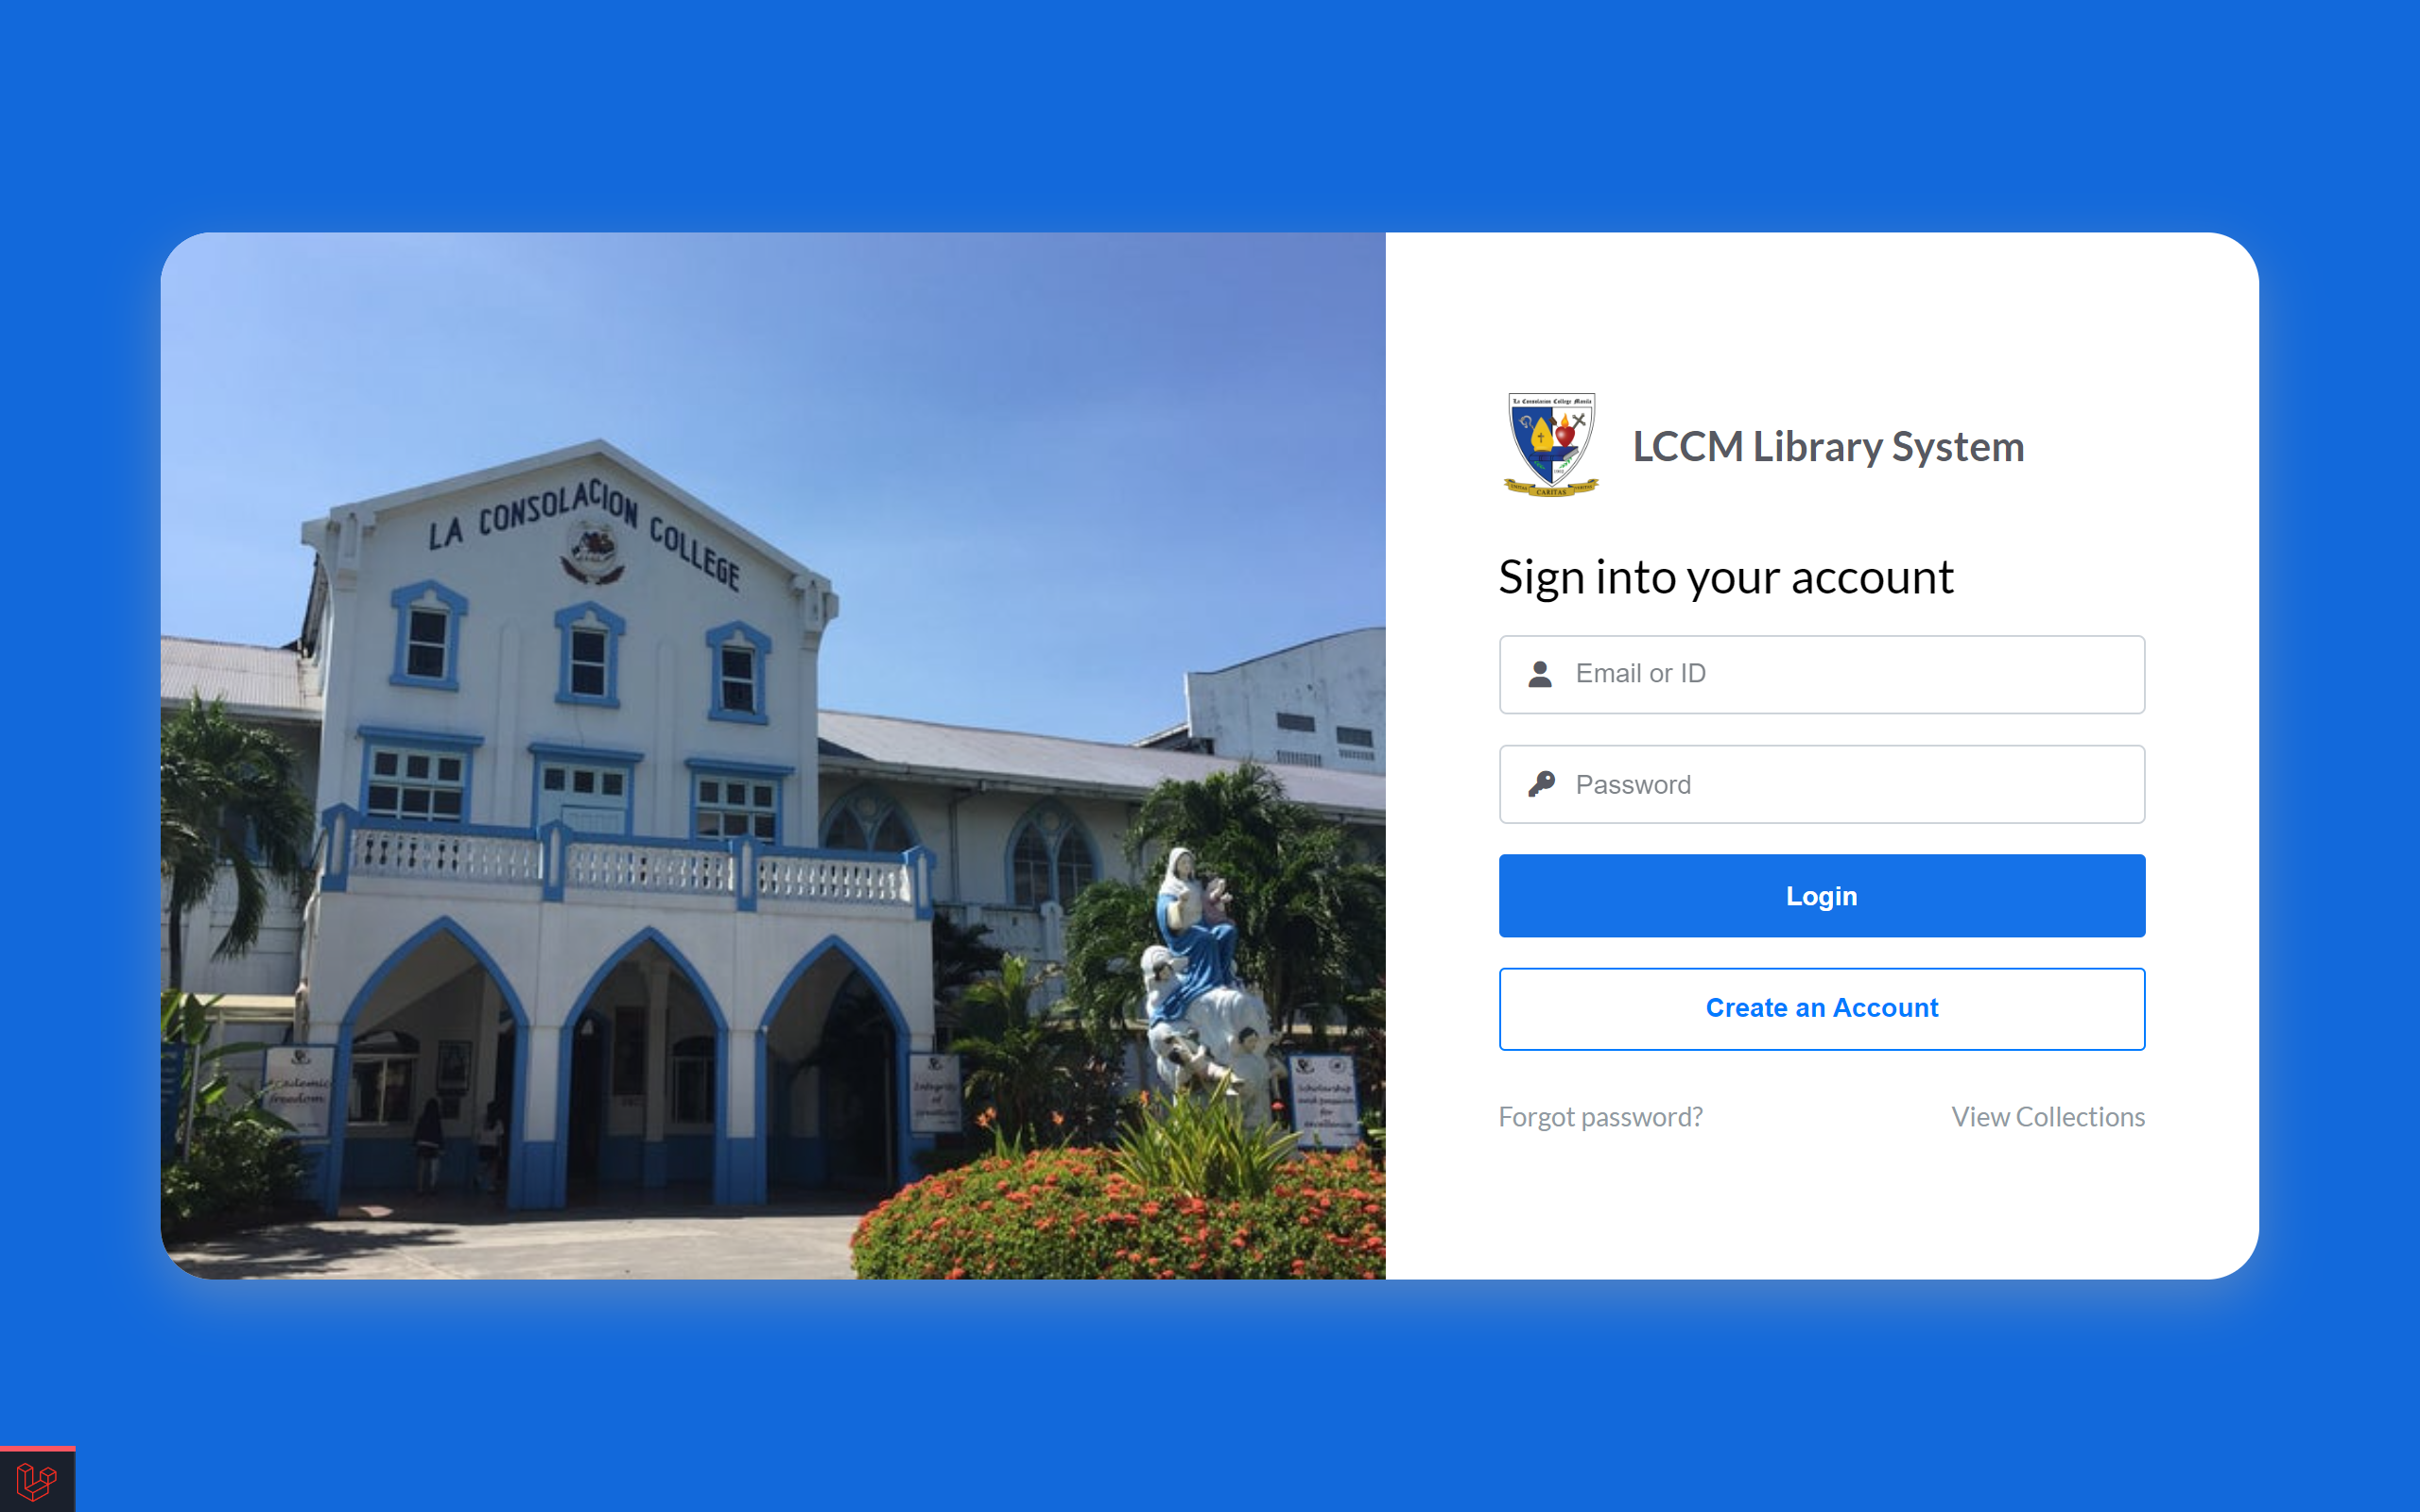 LA CONSOLACION COLLEGE
Academic
freedom
Integrity
of
creation
Scholarship
and passion
for
excellence
La Consolacion College Manila
CARITAS
LCCM Library System
Sign into your account
Email or ID
Password
Login
Create an Account
Forgot password?
View Collections